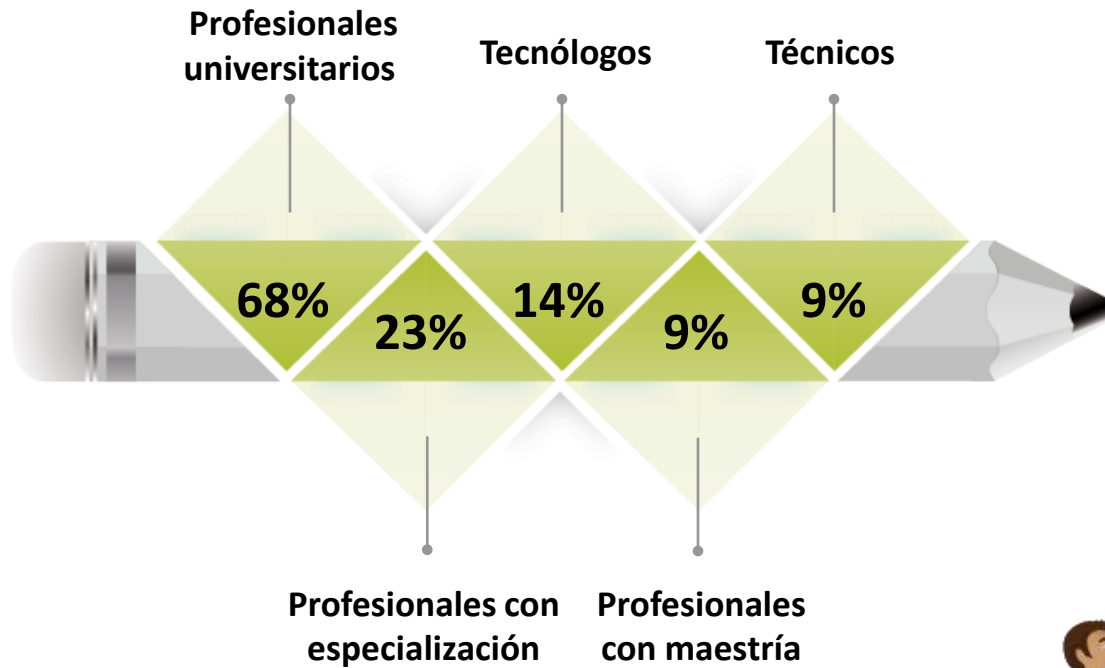 Profesionales
universitarios
Tecnólogos
Técnicos
68%
23%
14%
9%
9%
Profesionales con
especialización
Profesionales
con maestría